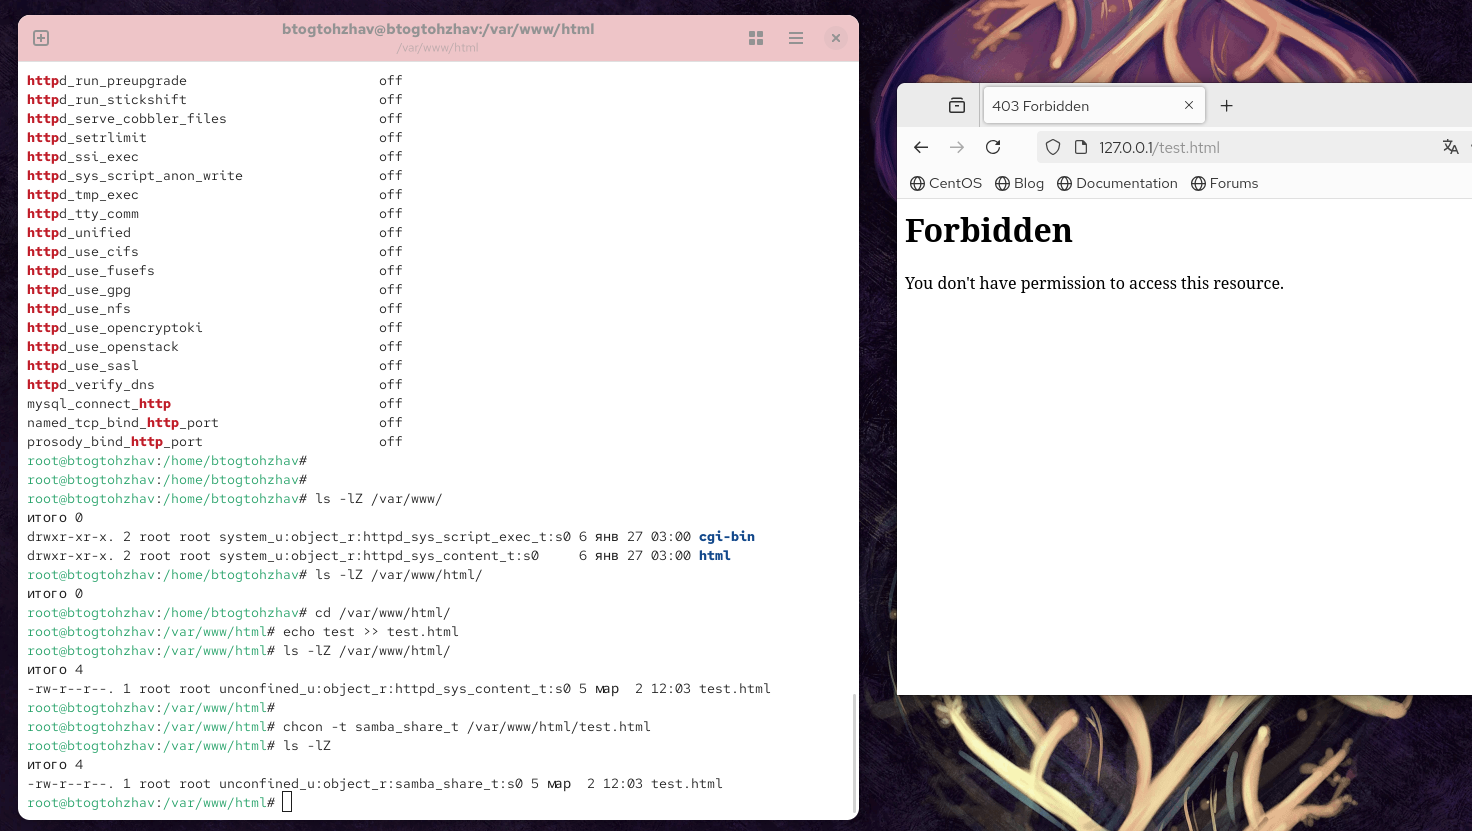 btogtohzhav@btogtohzhav:/var/www/html
/var/www/html
httpd_run_preupgrade off
httpd_run_stickshift off
httpd_serve_cobbler_files off
httpd_setrlimit off
httpd_ssi_exec off
httpd_sys_script_anon_write off
httpd_tmp_exec off
httpd_tty_comm off
httpd_unified off
httpd_use_cifs off
httpd_use_fusefs off
httpd_use_gpg off
httpd_use_nfs off
httpd_use_opencryptoki off
httpd_use_openstack off
httpd_use_sasl off
httpd_verify_dns off
mysql_connect_http off
named_tcp_bind_http_port off
prosody_bind_http_port off
root@btogtohzhav:/home/btogtohzhav#
root@btogtohzhav:/home/btogtohzhav#
root@btogtohzhav:/home/btogtohzhav# ls -lZ /var/www/
итого 0
drwxr-xr-x. 2 root root system_u:object_r:httpd_sys_script_exec_t:s0 6 янв 27 03:00 cgi-bin
drwxr-xr-x. 2 root root system_u:object_r:httpd_sys_content_t:s0 6 янв 27 03:00 html
root@btogtohzhav:/home/btogtohzhav# ls -lZ /var/www/html/
итого 0
root@btogtohzhav:/home/btogtohzhav# cd /var/www/html/
root@btogtohzhav:/var/www/html# echo test >> test.html
root@btogtohzhav:/var/www/html# ls -lZ /var/www/html/
итого 4
-rw-r--r--. 1 root root unconfined_u:object_r:httpd_sys_content_t:s0 5 мар 2 12:03 test.html
root@btogtohzhav:/var/www/html#
root@btogtohzhav:/var/www/html# chcon -t samba_share_t /var/www/html/test.html
root@btogtohzhav:/var/www/html# ls -lZ
итого 4
-rw-r--r--. 1 root root unconfined_u:object_r:samba_share_t:s0 5 мар 2 12:03 test.html
root@btogtohzhav:/var/www/html#
403 Forbidden
127.0.0.1/test.html
CentOS Blog Documentation Forums
Forbidden
You don't have permission to access this resource.